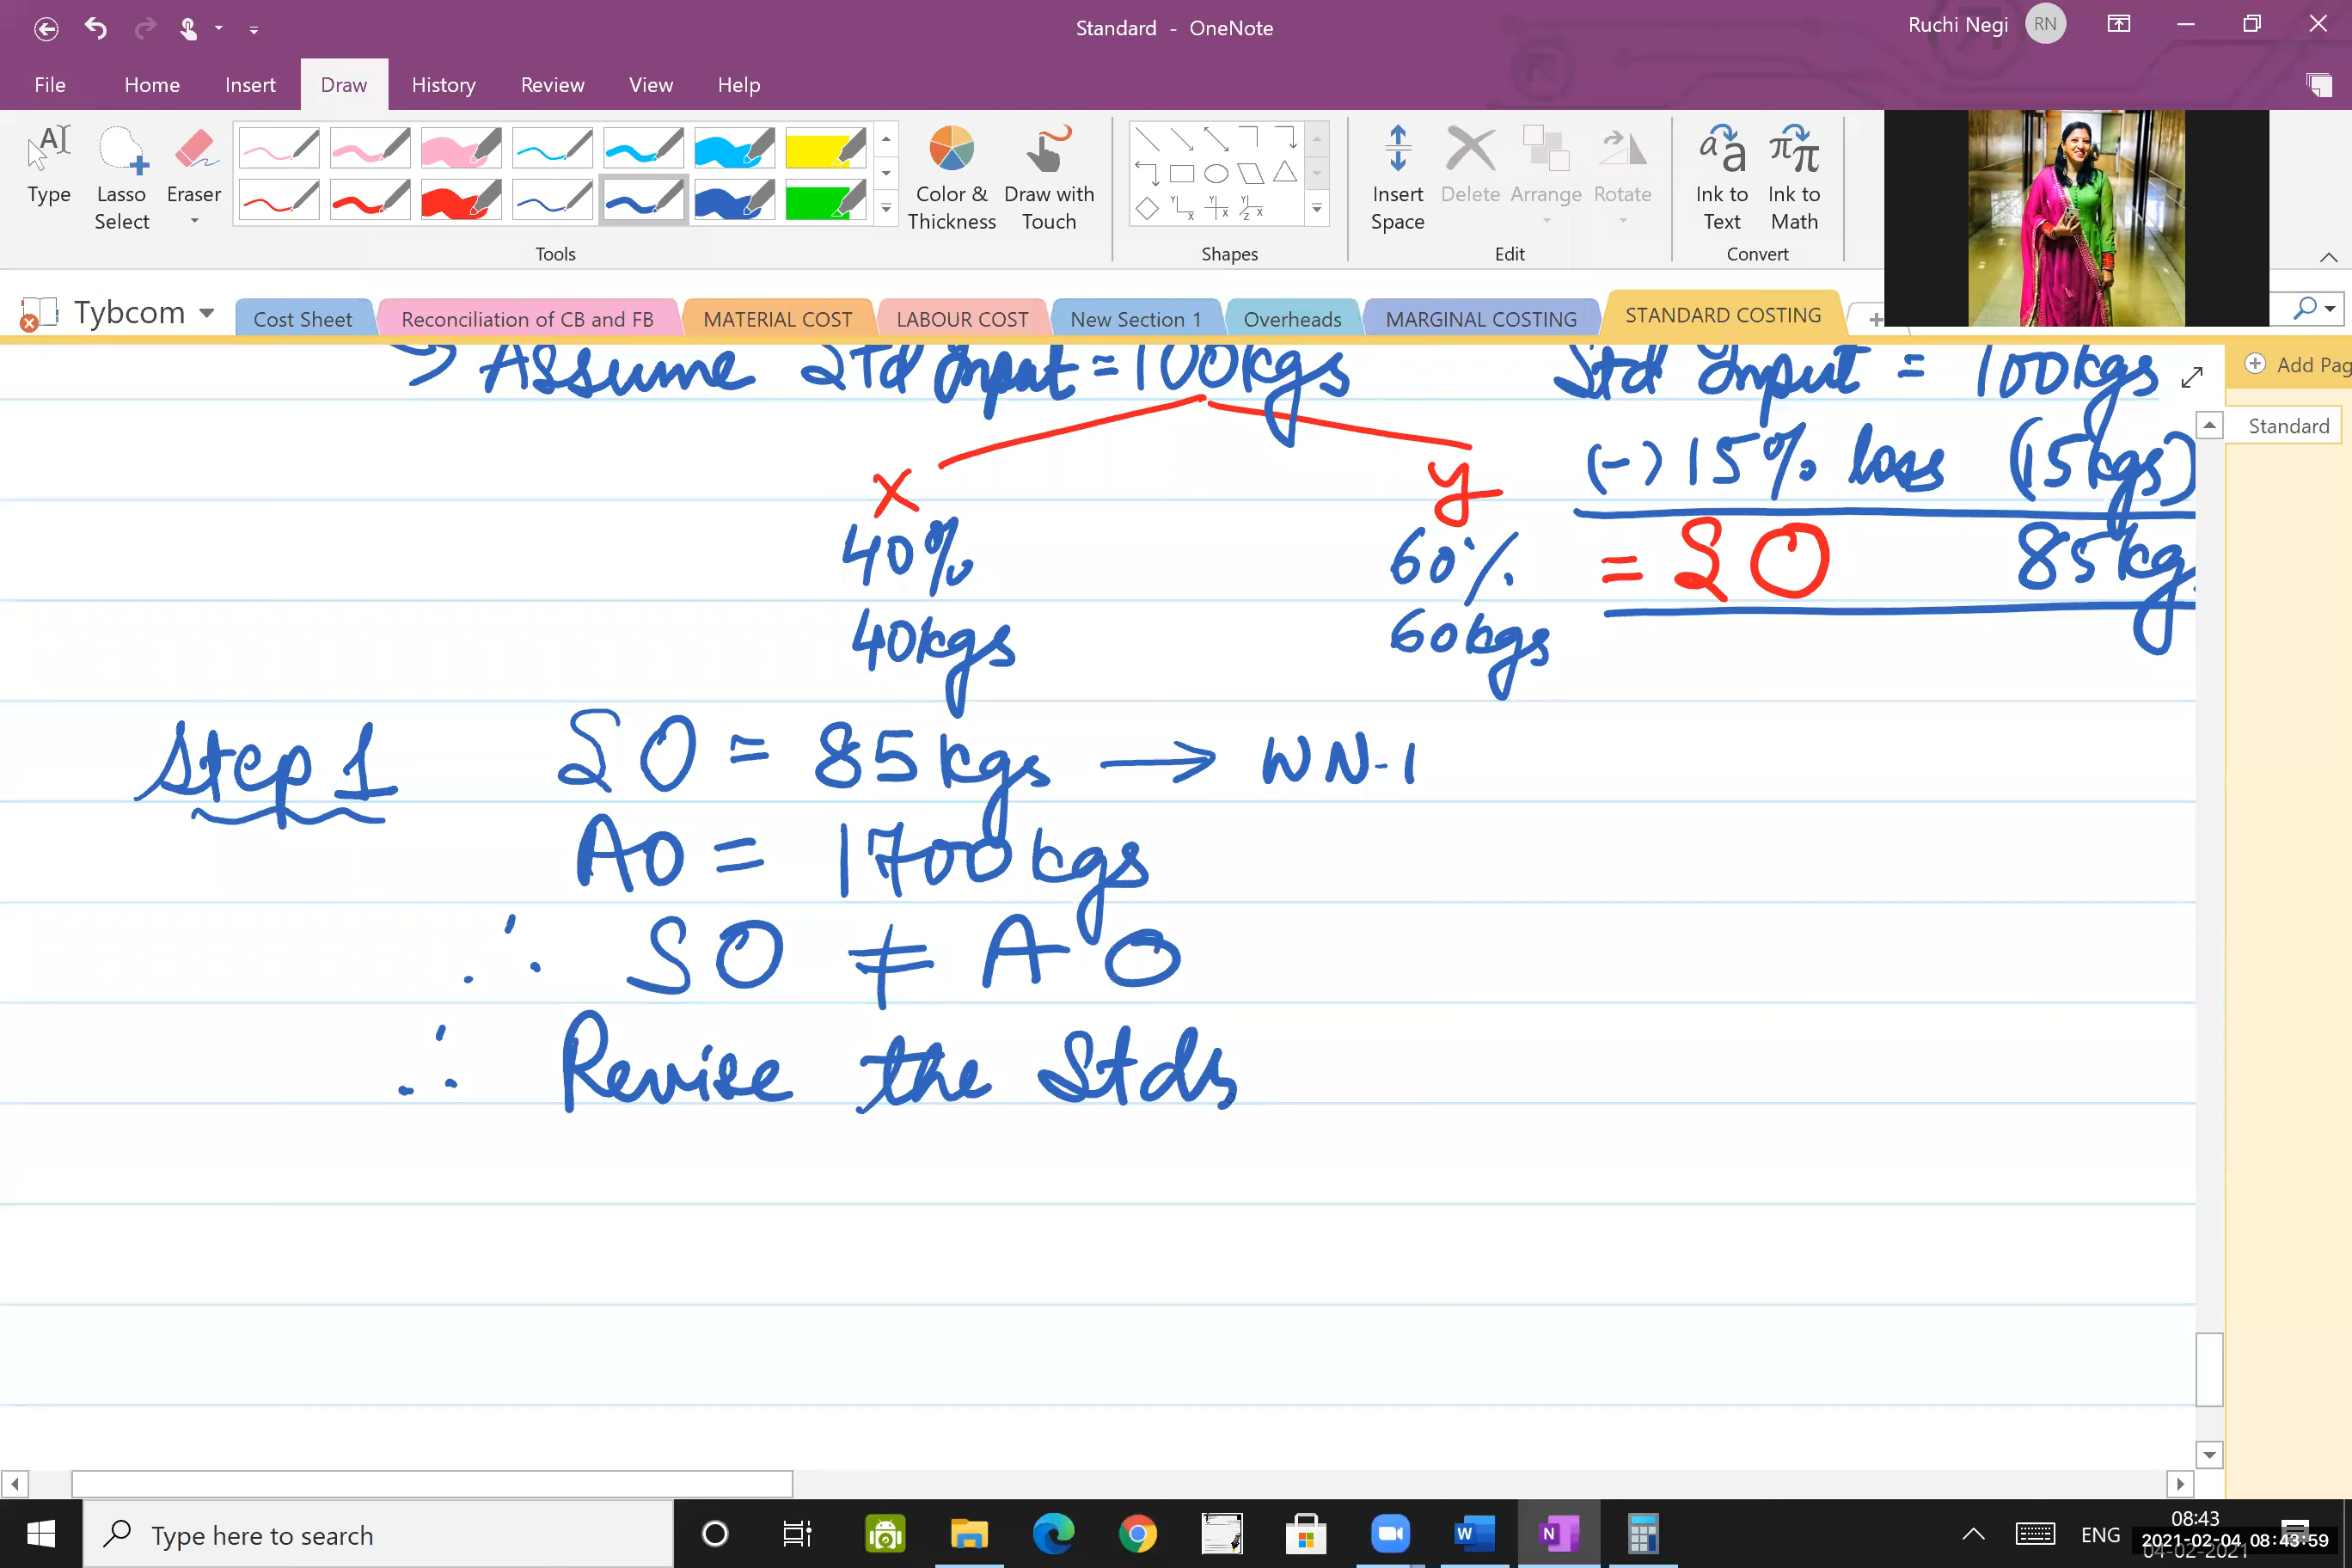 Standard - OneNote
Ruchi Negi RN
File Home Insert Draw History Review View Help
Type Lasso Select Eraser Color & Thickness Draw with Touch Insert Space Delete Arrange Rotate Ink to Text Ink to Math
Tools Shapes Edit Convert
Tybcom Cost Sheet Reconciliation of CB and FB MATERIAL COST LABOUR COST New Section 1 Overheads MARGINAL COSTING STANDARD COSTING
Add Pag
Standard
→ Assume Std Input = 100kgs
x y
40% 60%
40kgs 60kgs
Std Input = 100kgs
(-) 15% loss (15kgs)
= SO 85kg
Step 1 SO = 85kgs → WN-1
AO = 1700kgs
∴ SO ≠ AO
∴ Revise the Stds
Type here to search
ENG
08:43
04-02-2021
2021-02-04 08:43:59